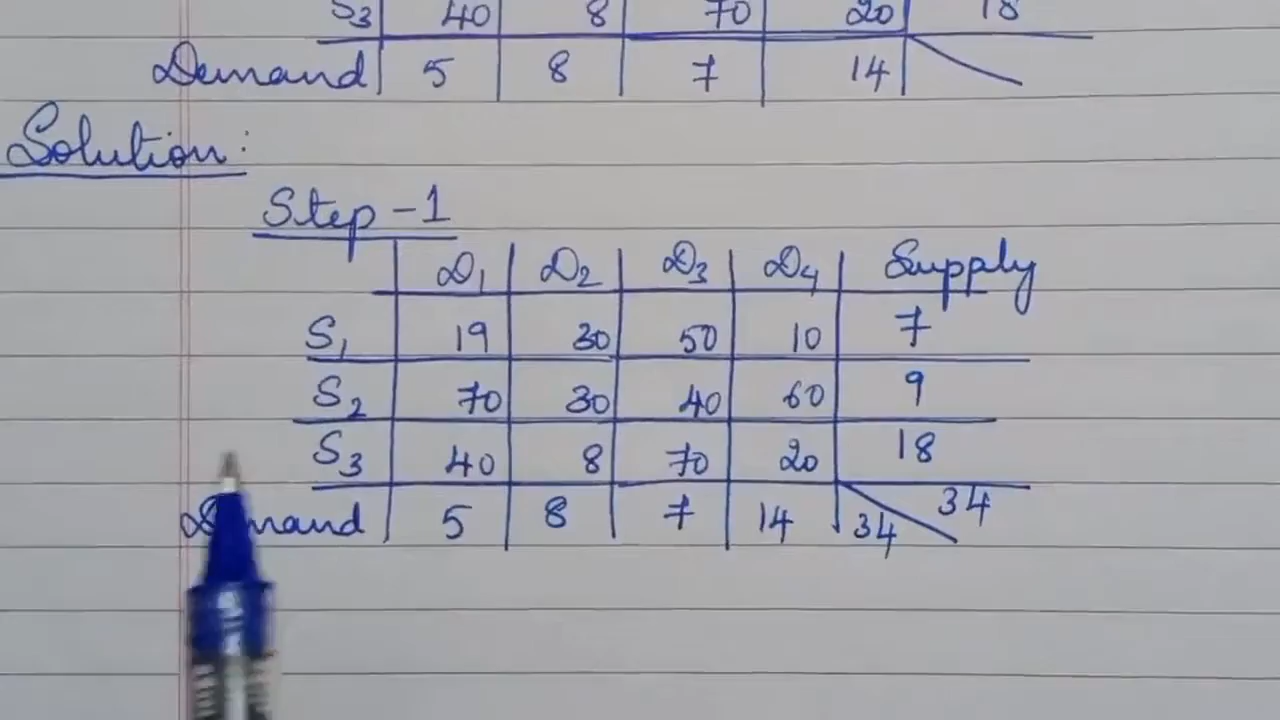 S3 40 8 70 20 18
Demand 5 8 7 14
Solution:
Step-1
D1 D2 D3 D4 Supply
S1 19 30 50 10 7
S2 70 30 40 60 9
S3 40 8 70 20 18
Demand 5 8 7 14 34 34